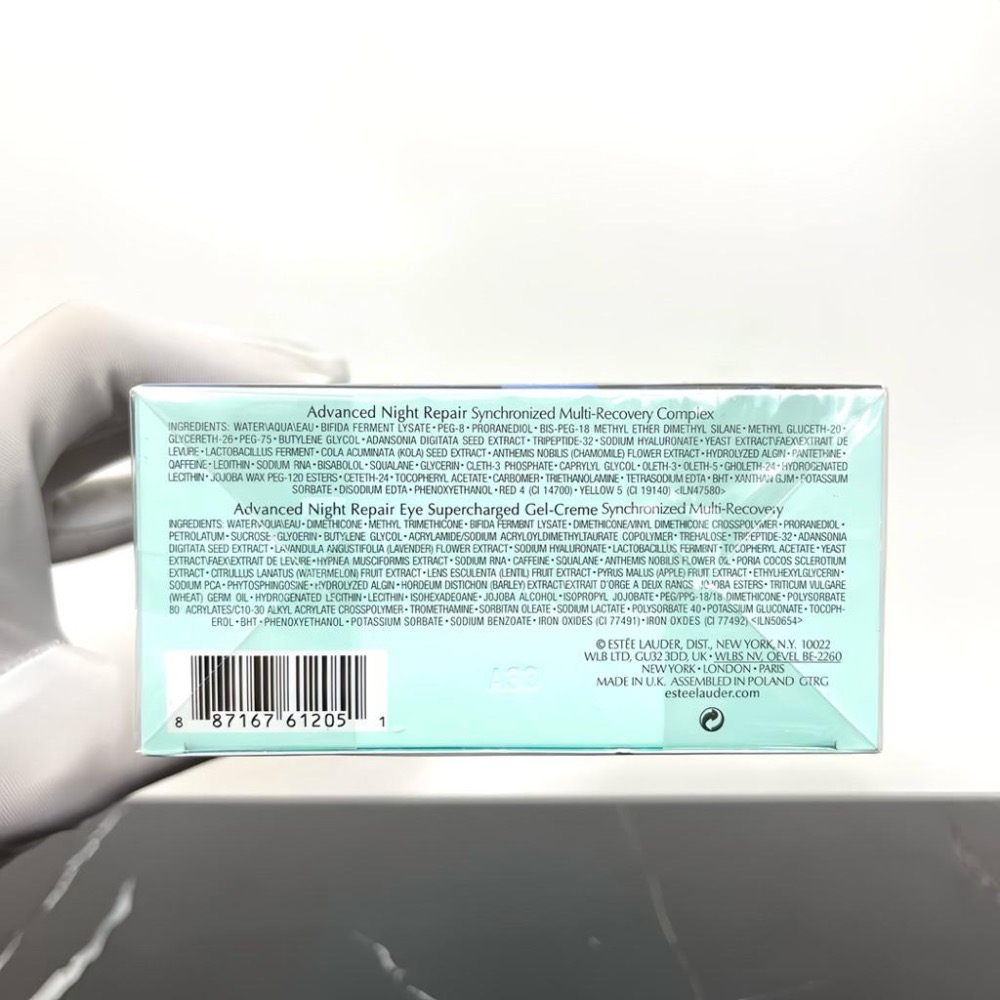 Advanced Night Repair Synchronized Multi-Recovery Complex
INGREDIENTS: WATER\AQUA\EAU • BIFIDA FERMENT LYSATE • PEG-8 • PRORANEDIOL • BIS-PEG-18 METHYL ETHER DIMETHYL SILANE • METHYL GLUCETH-20 •
GLYCERETH-26 • PEG-75 • BUTYLENE GLYCOL • ADANSONIA DIGITATA SEED EXTRACT • TRIPEPTIDE-32 • SODIUM HYALURONATE • YEAST EXTRACT\FAEX\EXTRAIT DE
LEVURE • LACTOBACILLUS FERMENT • COLA ACUMINATA (KOLA) SEED EXTRACT • ANTHEMIS NOBILIS (CHAMOMILE) FLOWER EXTRACT • HYDROLYZED ALGIN • PANTETHINE •
QAFFEINE • LEOITHIN • SODIUM RNA • BISABOLOL • SQUALANE • GLYCERIN • CLETH-3 PHOSPHATE • CAPRYLYL GLYCOL • OLETH-3 • OLETH-5 • GHOLETH-24 • HYDROGENATED
LECITHIN • JOJOBA WAX PEG-120 ESTERS • CETETH-24 • TOCOPHERYL ACETATE • CARBOMER • TRIETHANOLAMINE • TETRASODIUM EDTA • BHT • XANTHAN GJM • POTASSIUM
SORBATE • DISODIUM EDTA • PHENOXYETHANOL • RED 4 (CI 14700) • YELLOW 5 (CI 19140) <ILN47580>
Advanced Night Repair Eye Supercharged Gel-Creme Synchronized Multi-Recovery
INGREDIENTS: WATER\AQUA\EAU • DIMETHICONE • METHYL TRIMETHICONE • BIFIDA FERMENT LYSATE • DIMETHICONE/VINYL DIMETHICONE CROSSPOLYMER • PRORANEDIOL •
PETROLATUM • SUCROSE • GLYOERIN • BUTYLENE GLYCOL • ACRYLAMIDE/SODIUM ACRYLOYLDIMETHYLTAURATE COPOLYMER • TREHALOSE • TRIPEPTIDE-32 • ADANSONIA
DIGITATA SEED EXTRACT • LAVANDULA ANGUSTIFOLIA (LAVENDER) FLOWER EXTRACT • SODIUM HYALURONATE • LACTOBACILLUS FERMENT • TOCOPHERYL ACETATE • YEAST
EXTRACT\FAEX\EXTRAIT DE LEVURE • HYPNEA MUSCIFORMIS EXTRACT • SODIUM RNA • CAFFEINE • SQUALANE • ANTHEMIS NOBILIS FLOWER OIL • PORIA COCOS SCLEROTIUM
EXTRACT • CITRULLUS LANATUS (WATERMELON) FRUIT EXTRACT • LENS ESCULENTA (LENTIL) FRUIT EXTRACT • PYRUS MALUS (APPLE) FRUIT EXTRACT • ETHYLHEXYLGLYCERIN •
SODIUM PCA • PHYTOSPHINGOSINE • HYDROLYZED ALGIN • HORDEUM DISTICHON (BARLEY) EXTRACT\EXTRAIT D'ORGE A DEUX RANGS JOJOBA ESTERS • TRITICUM VULGARE
(WHEAT) GERM OIL • HYDROGENATED LECITHIN • LECITHIN • ISOHEXADEOANE • JOJOBA ALCOHOL • ISOPROPYL JOJOBATE • PEG/PPG-18/18 DIMETHICONE • POLYSORBATE
80 ACRYLATES/C10-30 ALKYL ACRYLATE CROSSPOLYMER • TROMETHAMINE • SORBITAN OLEATE • SODIUM LACTATE • POLYSORBATE 40 • POTASSIUM GLUCONATE • TOCOPH-
EROL • BHT • PHENOXYETHANOL • POTASSIUM SORBATE • SODIUM BENZOATE • IRON OXIDES (CI 77491) • IRON OXDES (CI 77492) <ILN50654>
© ESTĒE LAUDER, DIST., NEW YORK, N.Y. 10022
WLB LTD, GU32 3DD, UK • WLBS NV, OEVEL BE-2260
NEW YORK • LONDON • PARIS
MADE IN U.K. ASSEMBLED IN POLAND GTRG
esteelauder.com
8 87167 61205 1